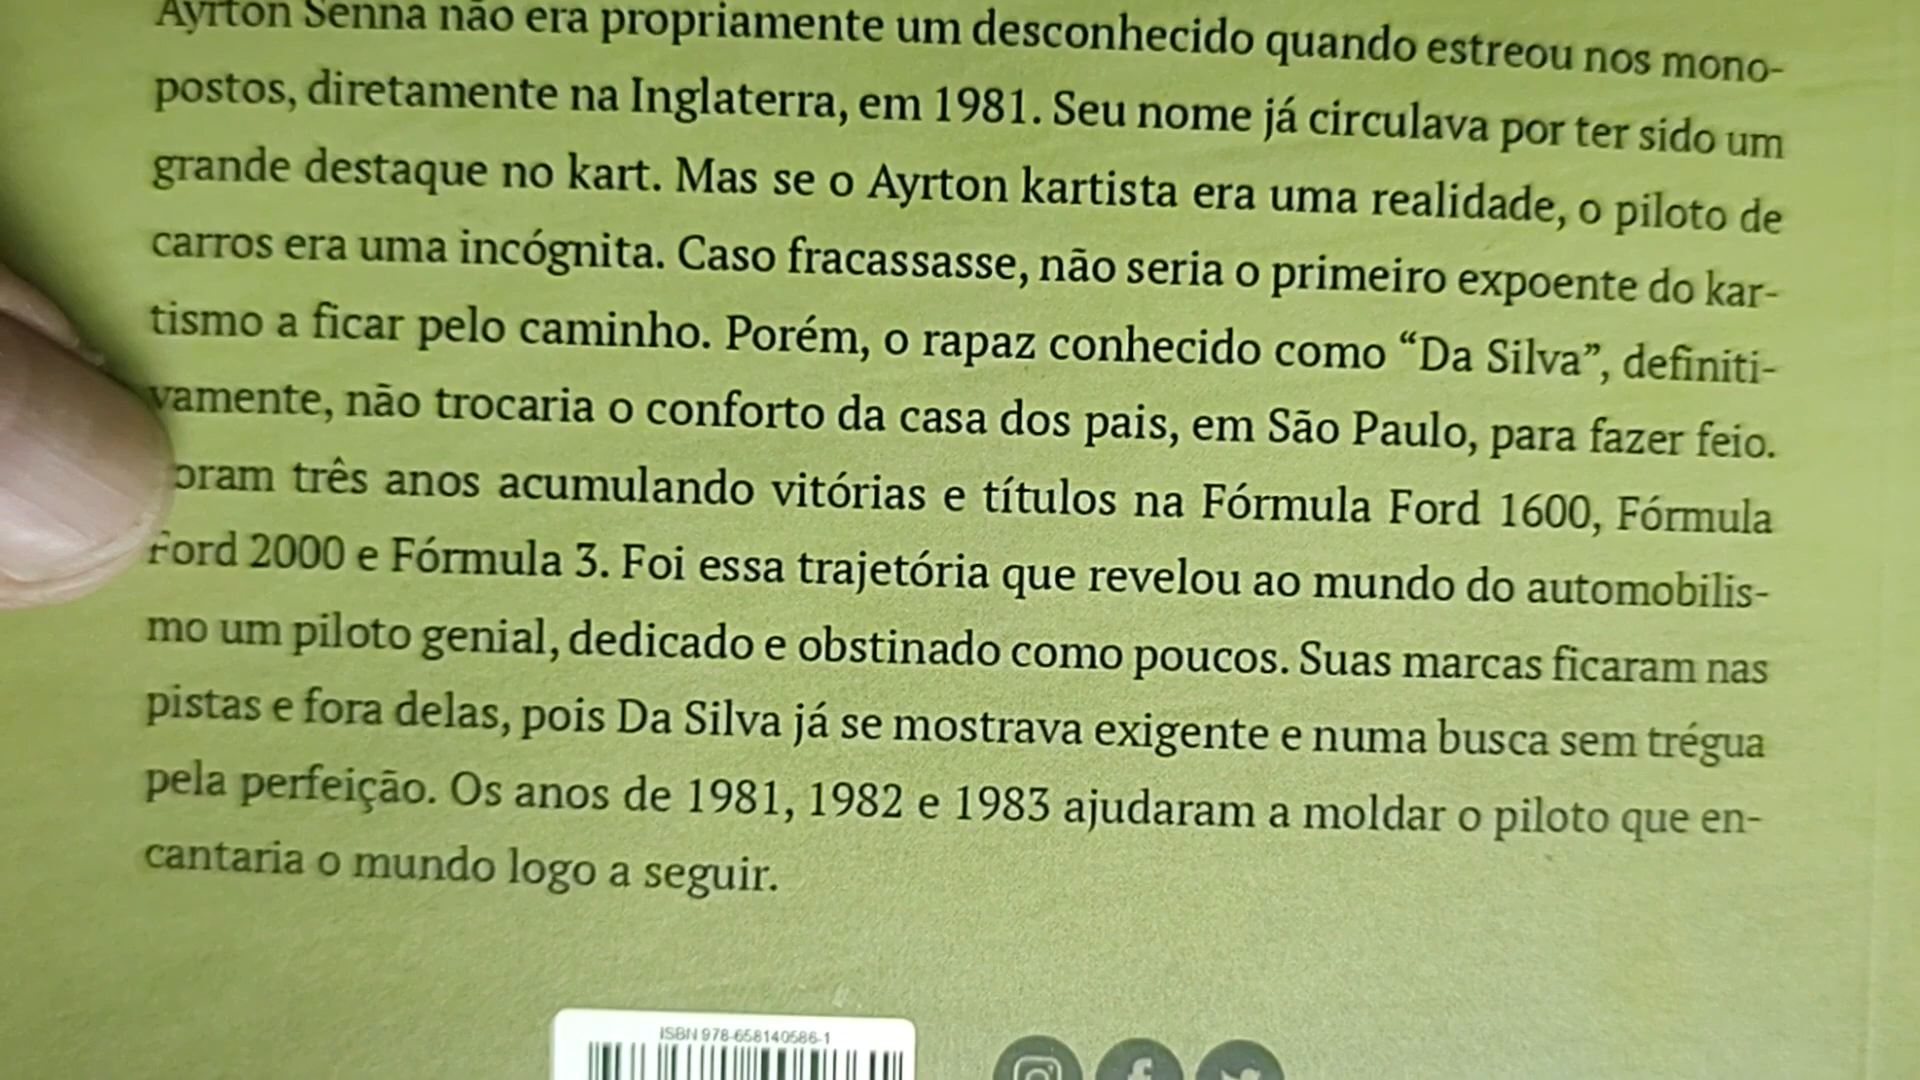 Ayrton Senna não era propriamente um desconhecido quando estreou nos mono-
postos, diretamente na Inglaterra, em 1981. Seu nome já circulava por ter sido um
grande destaque no kart. Mas se o Ayrton kartista era uma realidade, o piloto de
carros era uma incógnita. Caso fracassasse, não seria o primeiro expoente do kar-
tismo a ficar pelo caminho. Porém, o rapaz conhecido como “Da Silva”, definiti-
vamente, não trocaria o conforto da casa dos pais, em São Paulo, para fazer feio.
oram três anos acumulando vitórias e títulos na Fórmula Ford 1600, Fórmula
Ford 2000 e Fórmula 3. Foi essa trajetória que revelou ao mundo do automobilis-
mo um piloto genial, dedicado e obstinado como poucos. Suas marcas ficaram nas
pistas e fora delas, pois Da Silva já se mostrava exigente e numa busca sem trégua
pela perfeição. Os anos de 1981, 1982 e 1983 ajudaram a moldar o piloto que en-
cantaria o mundo logo a seguir.
ISBN 978-658140586-1